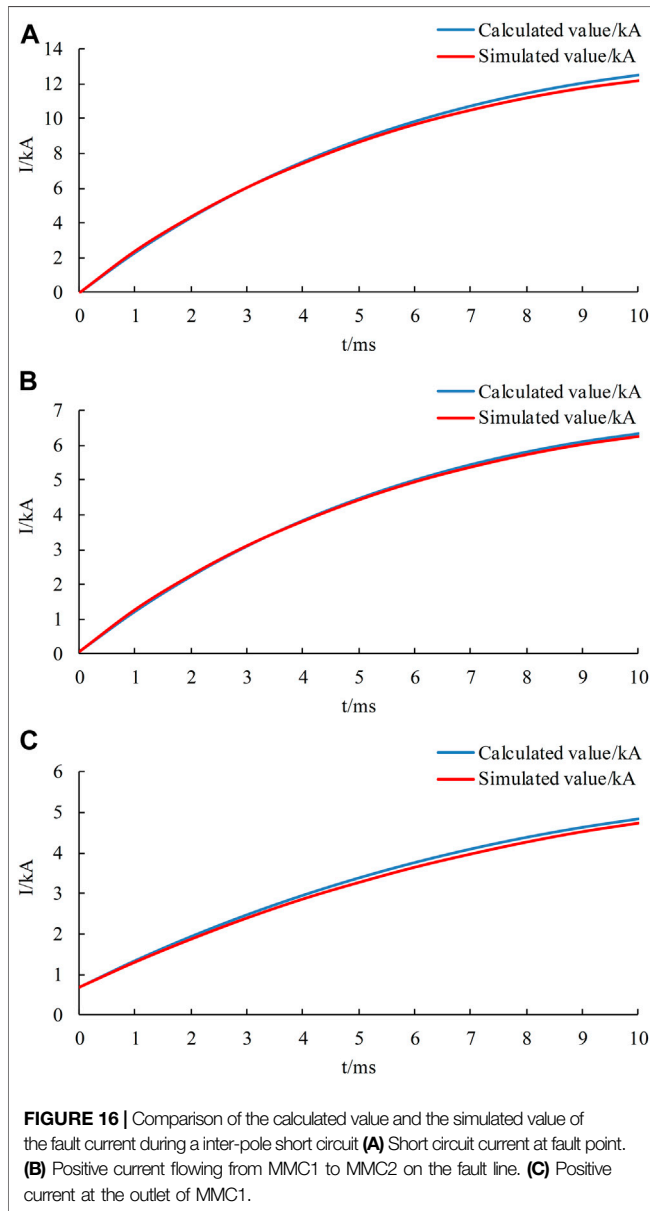 A
Calculated value/kA
Simulated value/kA
14
12
10
8
6
4
2
0
I/kA
0 1 2 3 4 5 6 7 8 9 10
t/ms
B
Calculated value/kA
Simulated value/kA
7
6
5
4
3
2
1
0
I/kA
0 1 2 3 4 5 6 7 8 9 10
t/ms
C
Calculated value/kA
Simulated value/kA
6
5
4
3
2
1
0
I/kA
0 1 2 3 4 5 6 7 8 9 10
t/ms
FIGURE 16 | Comparison of the calculated value and the simulated value of
the fault current during a inter-pole short circuit (A) Short circuit current at fault point.
(B) Positive current flowing from MMC1 to MMC2 on the fault line. (C) Positive
current at the outlet of MMC1.